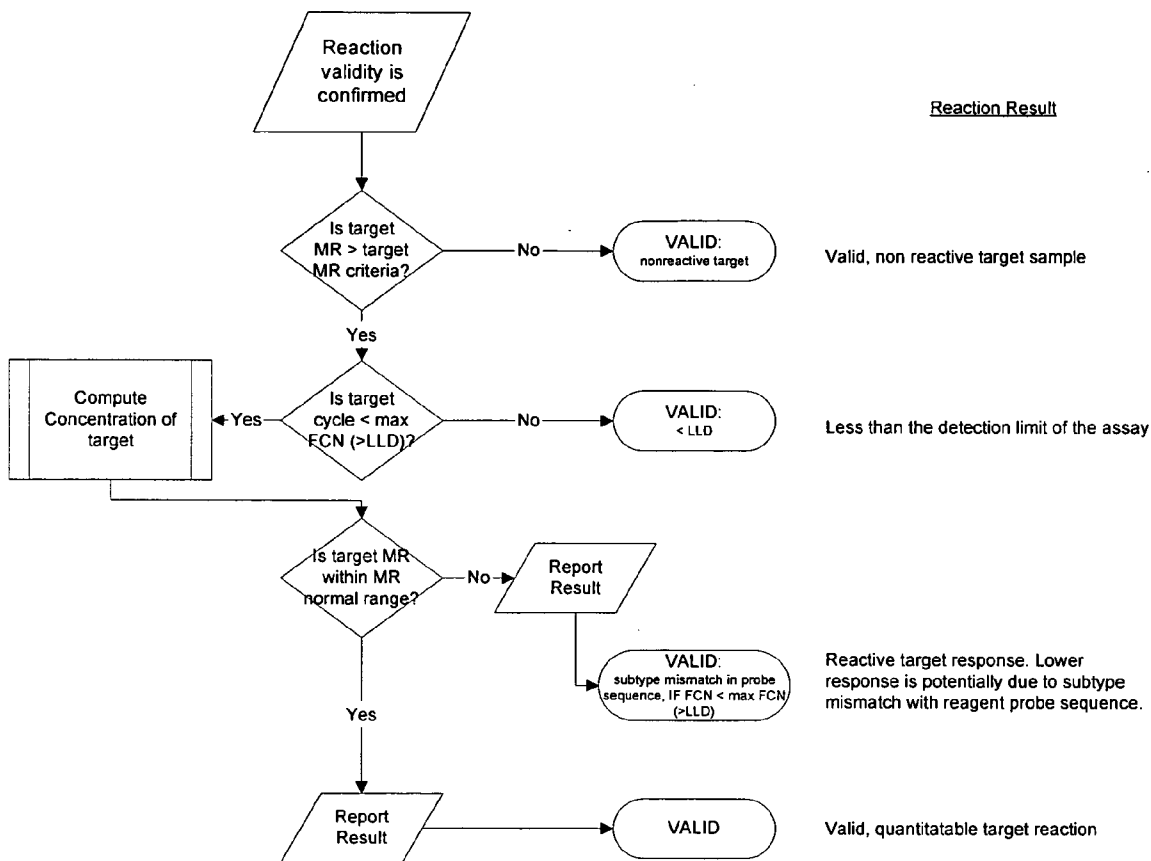 Reaction
validity is
confirmed
Reaction Result
Is target
MR > target
MR criteria?
No
VALID:
nonreactive target
Valid, non reactive target sample
Yes
Compute
Concentration of
target
Yes
Is target
cycle < max
FCN (>LLD)?
No
VALID:
< LLD
Less than the detection limit of the assay
Is target MR
within MR
normal range?
No
Report
Result
VALID:
subtype mismatch in probe
sequence, IF FCN < max FCN
(>LLD)
Reactive target response. Lower
response is potentially due to subtype
mismatch with reagent probe sequence.
Yes
Report
Result
VALID
Valid, quantitatable target reaction